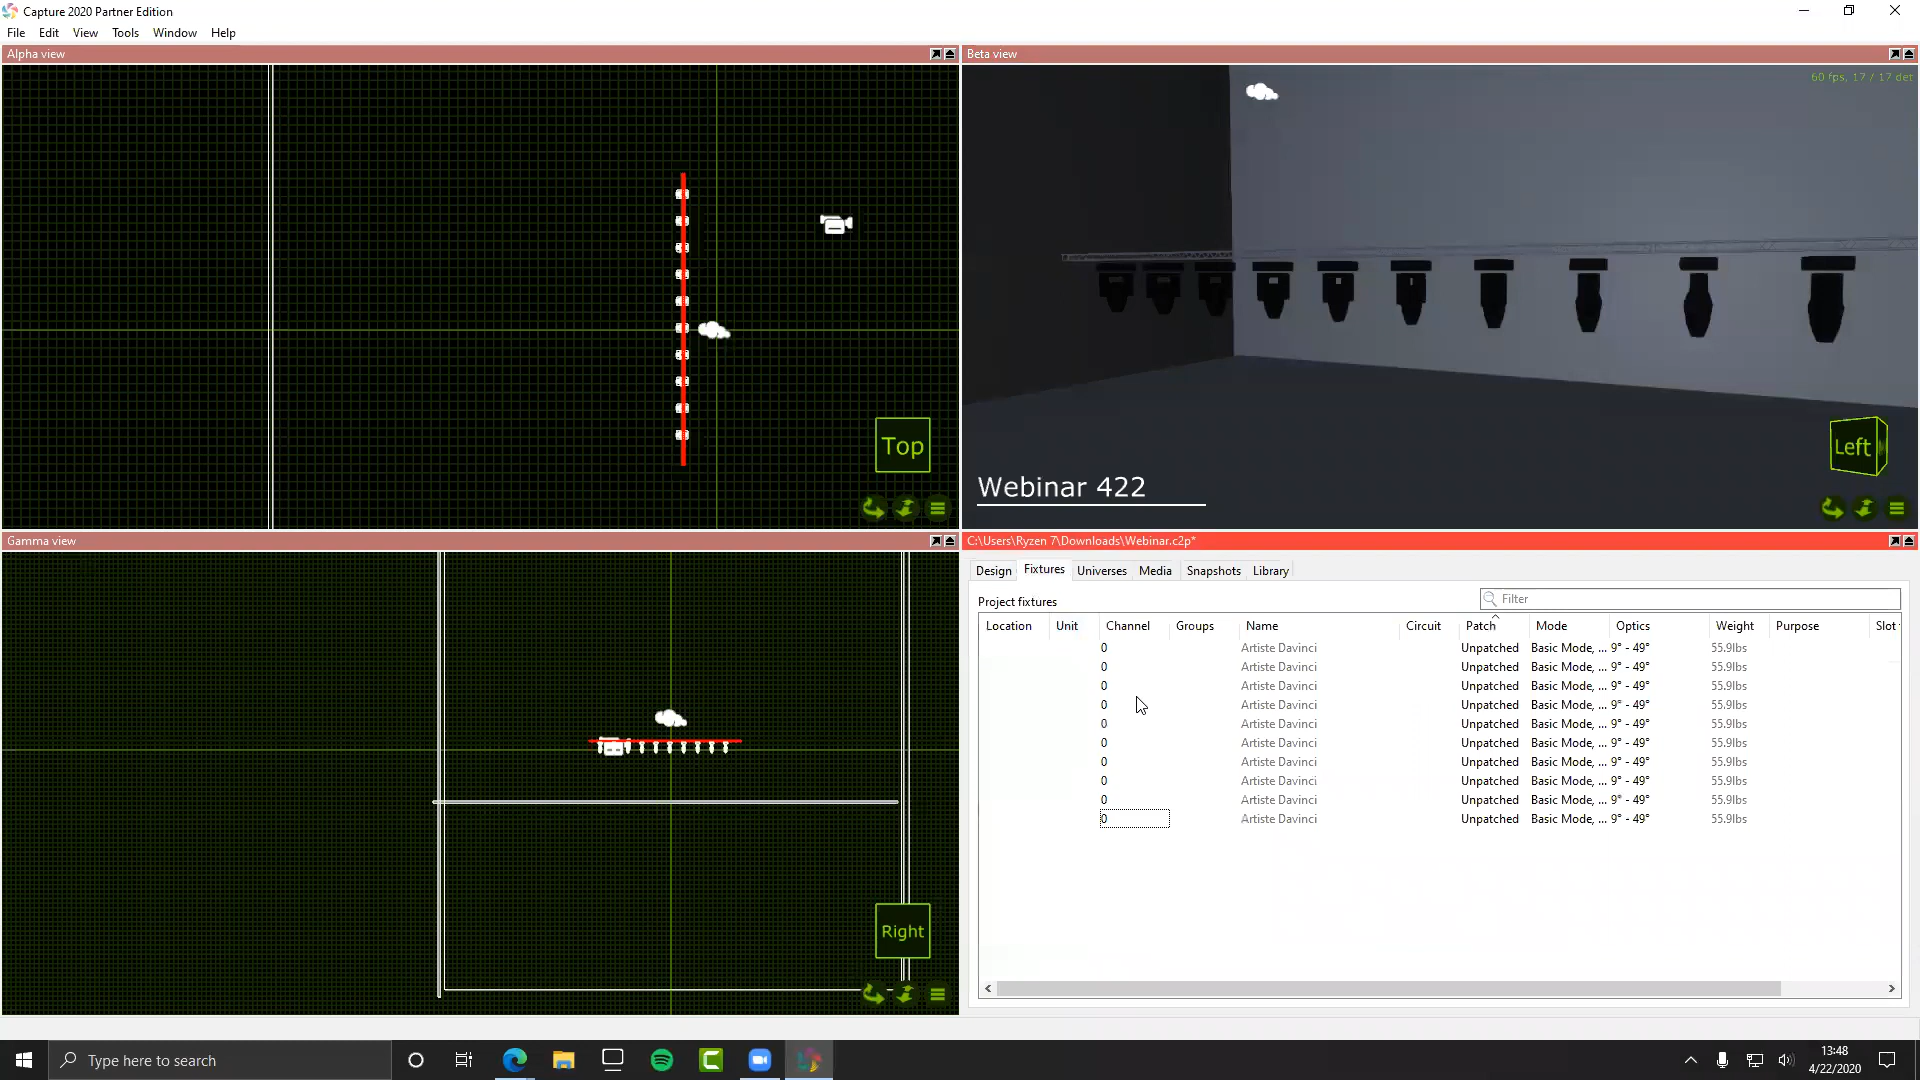 Capture 2020 Partner Edition
File Edit View Tools Window Help
Alpha view
Top
Beta view
60 fps, 17 / 17 det
Left
Webinar 422
Gamma view
Right
C:\Users\Ryzen 7\Downloads\Webinar.c2p*
Design Fixtures Universes Media Snapshots Library
Project fixtures
Filter
Location Unit Channel Groups Name Circuit Patch Mode Optics Weight Purpose Slot
0 Artiste Davinci Unpatched Basic Mode, ... 9° - 49° 55.9lbs
0 Artiste Davinci Unpatched Basic Mode, ... 9° - 49° 55.9lbs
0 Artiste Davinci Unpatched Basic Mode, ... 9° - 49° 55.9lbs
0 Artiste Davinci Unpatched Basic Mode, ... 9° - 49° 55.9lbs
0 Artiste Davinci Unpatched Basic Mode, ... 9° - 49° 55.9lbs
0 Artiste Davinci Unpatched Basic Mode, ... 9° - 49° 55.9lbs
0 Artiste Davinci Unpatched Basic Mode, ... 9° - 49° 55.9lbs
0 Artiste Davinci Unpatched Basic Mode, ... 9° - 49° 55.9lbs
0 Artiste Davinci Unpatched Basic Mode, ... 9° - 49° 55.9lbs
0 Artiste Davinci Unpatched Basic Mode, ... 9° - 49° 55.9lbs
Type here to search
13:48
4/22/2020